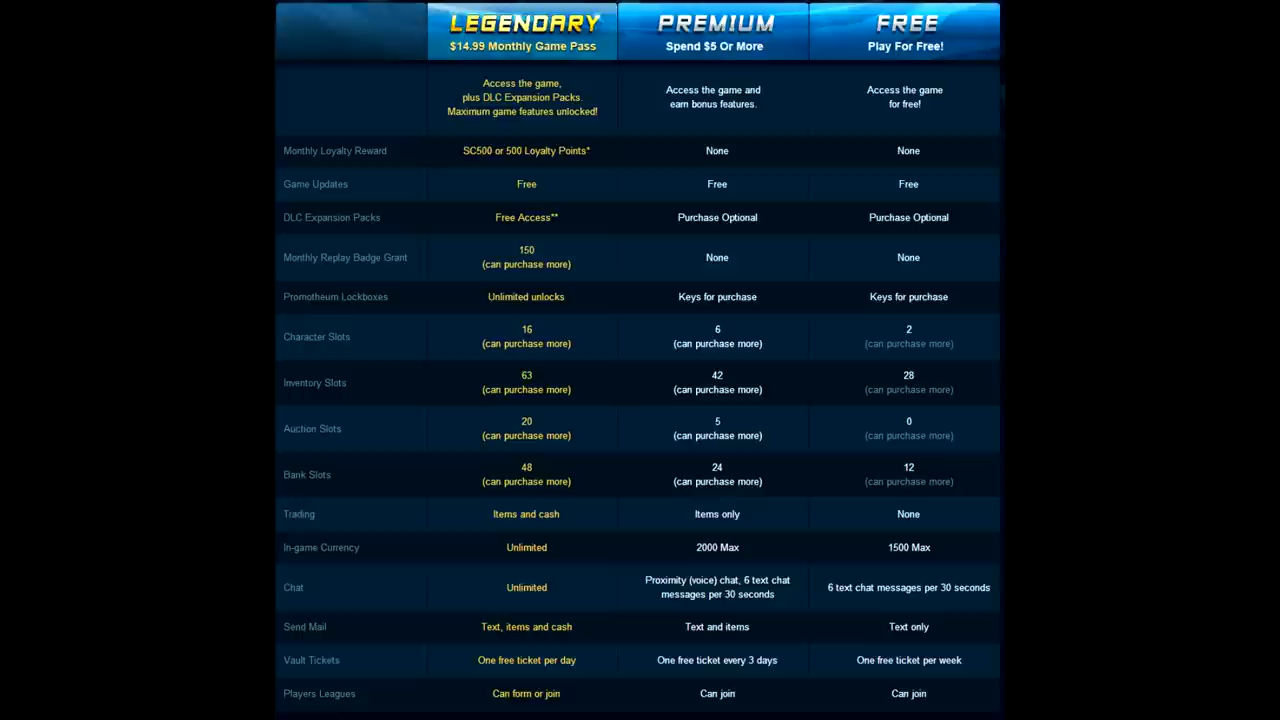 LEGENDARY PREMIUM FREE
$14.99 Monthly Game Pass Spend $5 Or More Play For Free!
Access the game,
plus DLC Expansion Packs.
Maximum game features unlocked!
Access the game and
earn bonus features.
Access the game
for free!
Monthly Loyalty Reward SC500 or 500 Loyalty Points* None None
Game Updates Free Free Free
DLC Expansion Packs Free Access** Purchase Optional Purchase Optional
Monthly Replay Badge Grant
150
(can purchase more)
None None
Promotheum Lockboxes Unlimited unlocks Keys for purchase Keys for purchase
Character Slots
16 6 2
(can purchase more) (can purchase more) (can purchase more)
Inventory Slots
63 42 28
(can purchase more) (can purchase more) (can purchase more)
Auction Slots
20 5 0
(can purchase more) (can purchase more) (can purchase more)
Bank Slots
48 24 12
(can purchase more) (can purchase more) (can purchase more)
Trading Items and cash Items only None
In-game Currency Unlimited 2000 Max 1500 Max
Chat Unlimited
Proximity (voice) chat, 6 text chat
messages per 30 seconds
6 text chat messages per 30 seconds
Send Mail Text, items and cash Text and items Text only
Vault Tickets One free ticket per day One free ticket every 3 days One free ticket per week
Players Leagues Can form or join Can join Can join